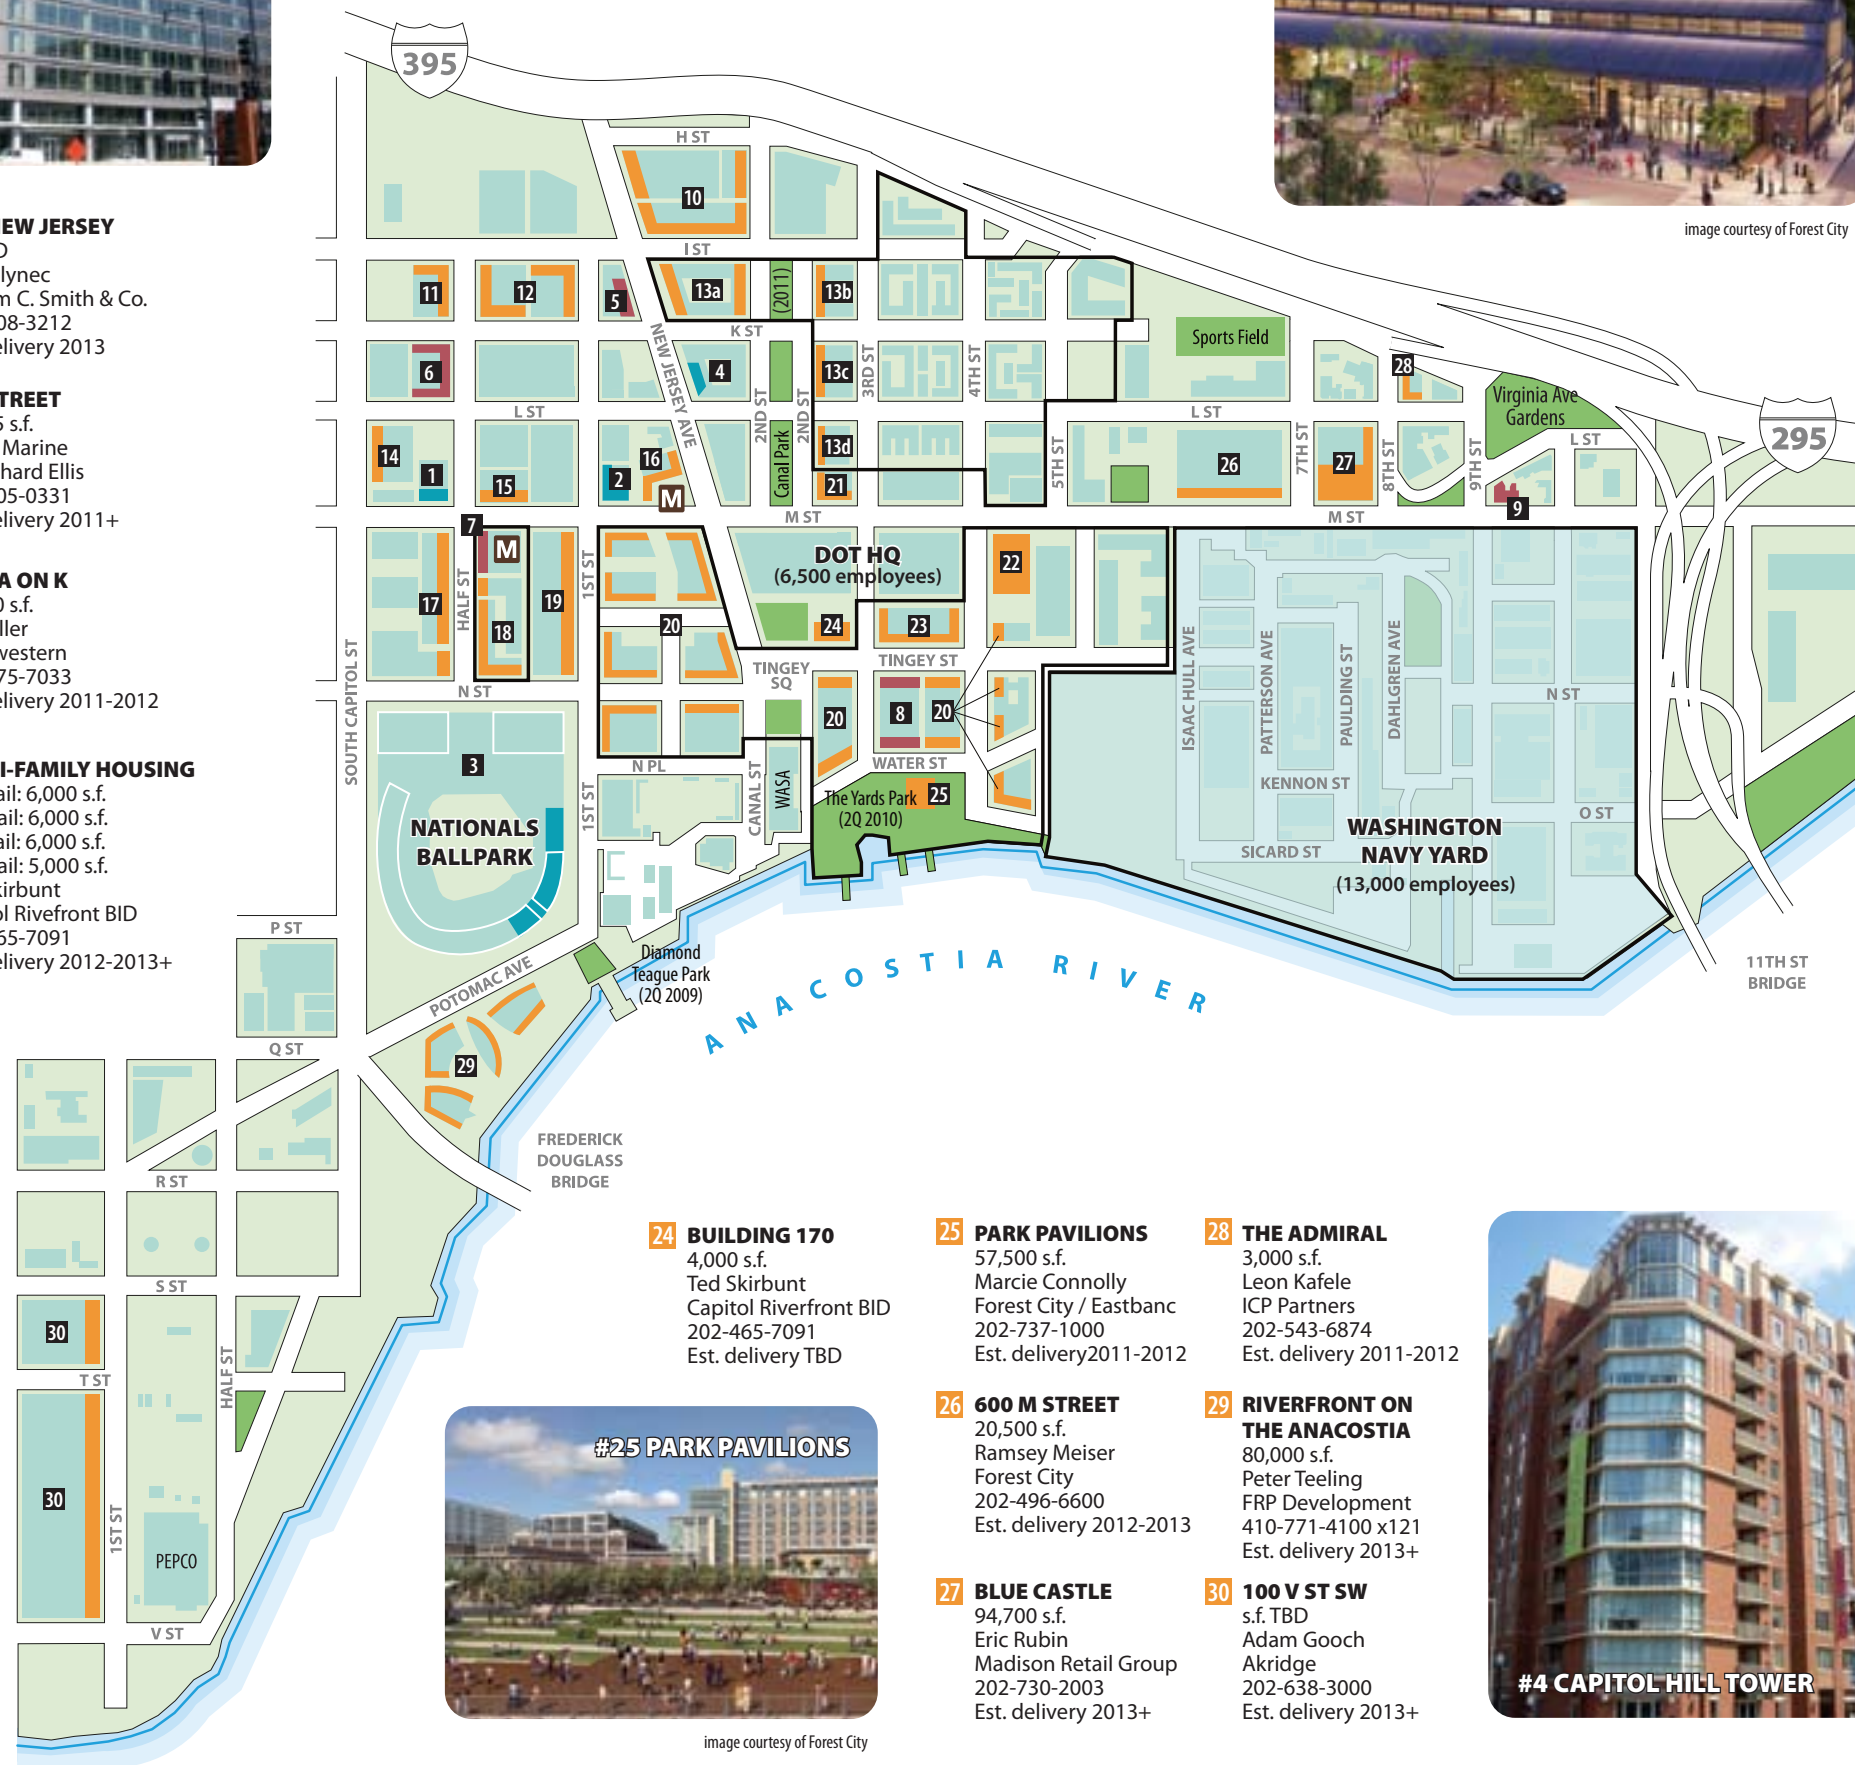 395
image courtesy of Forest City
H ST
10
I ST
11
12
5
13a
(2011)
13b
K ST
NEW JERSEY AVE
6
4
2ND ST
2ND ST
13c
3RD ST
4TH ST
Sports Field
28
Virginia Ave
Gardens
295
L ST
L ST
L ST
14
1
15
2
16
M
Canal Park
13d
21
5TH ST
26
7TH ST
27
8TH ST
9TH ST
9
M ST
M ST
7
M
HALF ST
17
18
19
1ST ST
20
DOT HQ
(6,500 employees)
24
23
22
TINGEY
SQ
TINGEY ST
N ST
SOUTH CAPITOL ST
20
8
20
N PL
WATER ST
3
NATIONALS
BALLPARK
1ST ST
CANAL ST
WASA
The Yards Park
(2Q 2010)
25
ISAAC HULL AVE
PATTERSON AVE
PAULDING ST
DAHLGREN AVE
N ST
KENNON ST
O ST
SICARD ST
WASHINGTON
NAVY YARD
(13,000 employees)
Diamond
Teague Park
(2Q 2009)
ANACOSTIA RIVER
11TH ST
BRIDGE
P ST
POTOMAC AVE
Q ST
29
FREDERICK
DOUGLASS
BRIDGE
R ST
S ST
30
T ST
HALF ST
30
1ST ST
PEPCO
V ST
EW JERSEY
lynec
m C. Smith & Co.
08-3212
elivery 2013
TREET
5 s.f.
Marine
chard Ellis
05-0331
elivery 2011+
A ON K
0 s.f.
ller
western
75-7033
elivery 2011-2012
I-FAMILY HOUSING
ail: 6,000 s.f.
ail: 6,000 s.f.
ail: 6,000 s.f.
ail: 5,000 s.f.
kirbunt
ol Rivefront BID
65-7091
elivery 2012-2013+
24 BUILDING 170
4,000 s.f.
Ted Skirbunt
Capitol Riverfront BID
202-465-7091
Est. delivery TBD
25 PARK PAVILIONS
57,500 s.f.
Marcie Connolly
Forest City / Eastbanc
202-737-1000
Est. delivery2011-2012
26 600 M STREET
20,500 s.f.
Ramsey Meiser
Forest City
202-496-6600
Est. delivery 2012-2013
27 BLUE CASTLE
94,700 s.f.
Eric Rubin
Madison Retail Group
202-730-2003
Est. delivery 2013+
28 THE ADMIRAL
3,000 s.f.
Leon Kafele
ICP Partners
202-543-6874
Est. delivery 2011-2012
29 RIVERFRONT ON
THE ANACOSTIA
80,000 s.f.
Peter Teeling
FRP Development
410-771-4100 x121
Est. delivery 2013+
30 100 V ST SW
s.f. TBD
Adam Gooch
Akridge
202-638-3000
Est. delivery 2013+
#25 PARK PAVILIONS
image courtesy of Forest City
#4 CAPITOL HILL TOWER